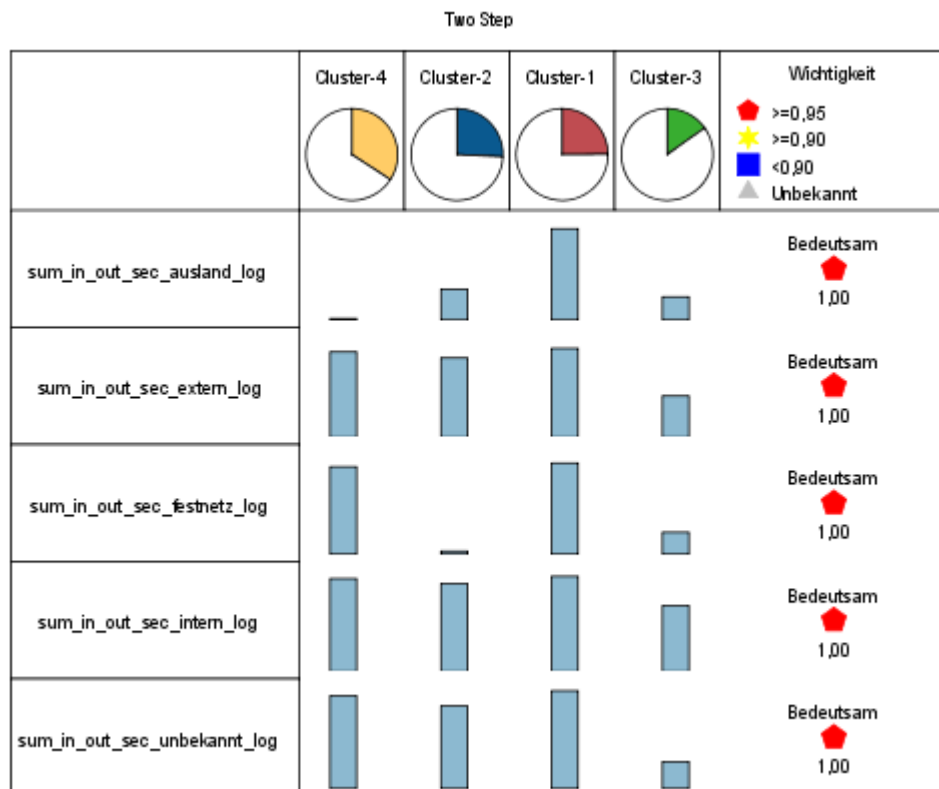 Two Step
Cluster-4 Cluster-2 Cluster-1 Cluster-3 Wichtigkeit
>=0,95
>=0,90
<0,90
Unbekannt
sum_in_out_sec_ausland_log Bedeutsam
1,00
sum_in_out_sec_extern_log Bedeutsam
1,00
sum_in_out_sec_festnetz_log Bedeutsam
1,00
sum_in_out_sec_intern_log Bedeutsam
1,00
sum_in_out_sec_unbekannt_log Bedeutsam
1,00